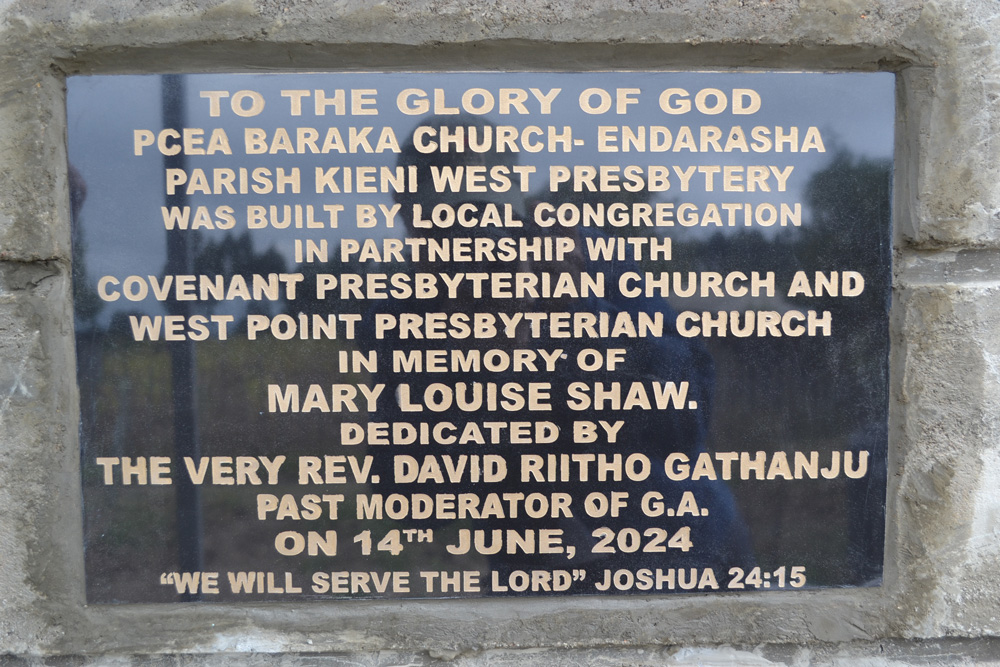 TO THE GLORY OF GOD
PCEA BARAKA CHURCH- ENDARASHA
PARISH KIENI WEST PRESBYTERY
WAS BUILT BY LOCAL CONGREGATION
IN PARTNERSHIP WITH
COVENANT PRESBYTERIAN CHURCH AND
WEST POINT PRESBYTERIAN CHURCH
IN MEMORY OF
MARY LOUISE SHAW.
DEDICATED BY
THE VERY REV. DAVID RIITHO GATHANJU
PAST MODERATOR OF G.A.
ON 14TH JUNE, 2024
“WE WILL SERVE THE LORD” JOSHUA 24:15